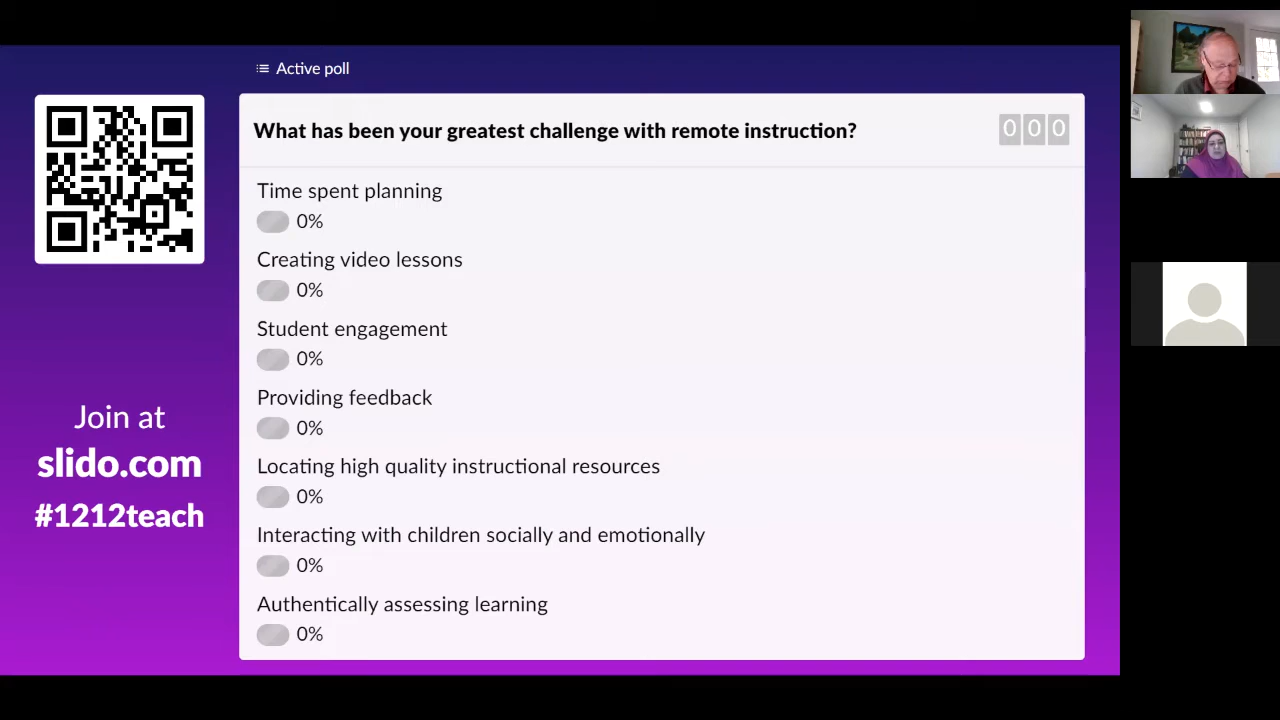 Active poll
What has been your greatest challenge with remote instruction?
000
Time spent planning
0%
Creating video lessons
0%
Student engagement
0%
Providing feedback
0%
Locating high quality instructional resources
0%
Interacting with children socially and emotionally
0%
Authentically assessing learning
0%
Join at
slido.com
#1212teach